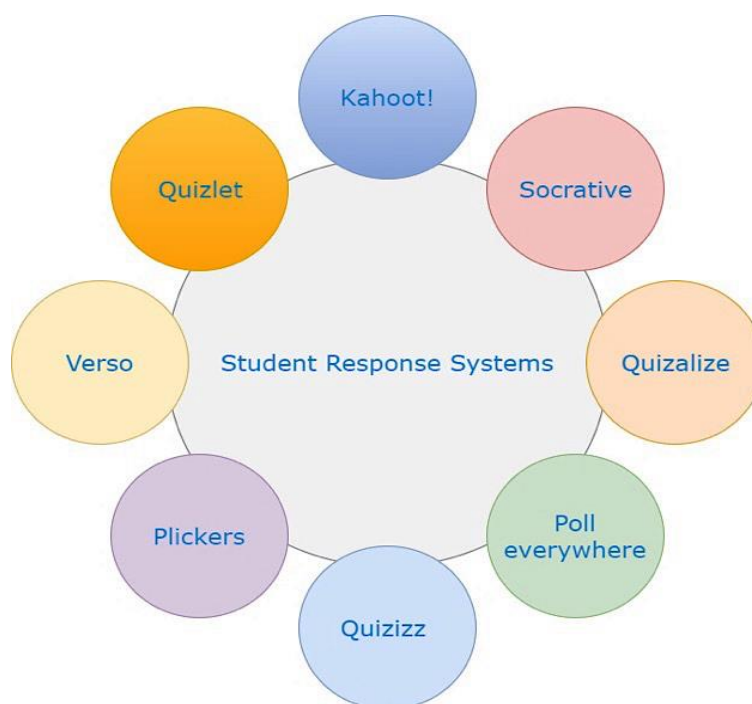 Kahoot!
Socrative
Quizalize
Poll
everywhere
Quizizz
Plickers
Verso
Quizlet
Student Response Systems